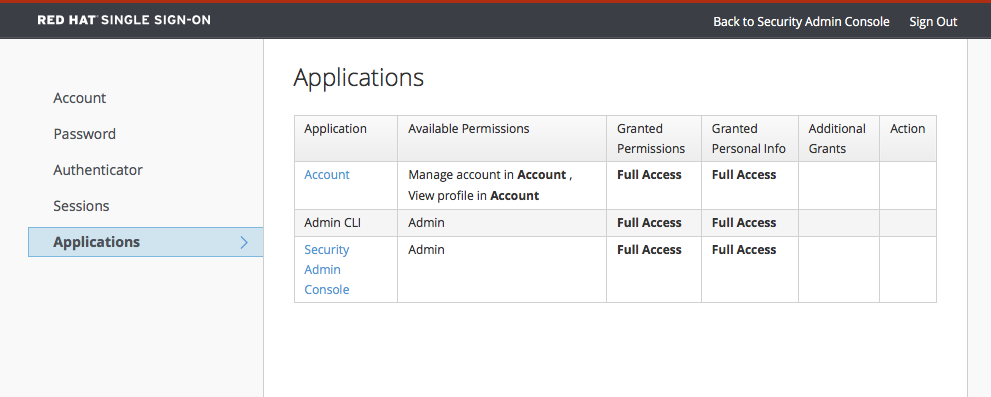 RED HAT SINGLE SIGN-ON
Back to Security Admin Console Sign Out
Account
Password
Authenticator
Sessions
Applications
Applications
Application Available Permissions Granted Permissions Granted Personal Info Additional Grants Action
Account Manage account in Account , Full Access Full Access
View profile in Account
Admin CLI Admin Full Access Full Access
Security Admin Full Access Full Access
Admin
Console